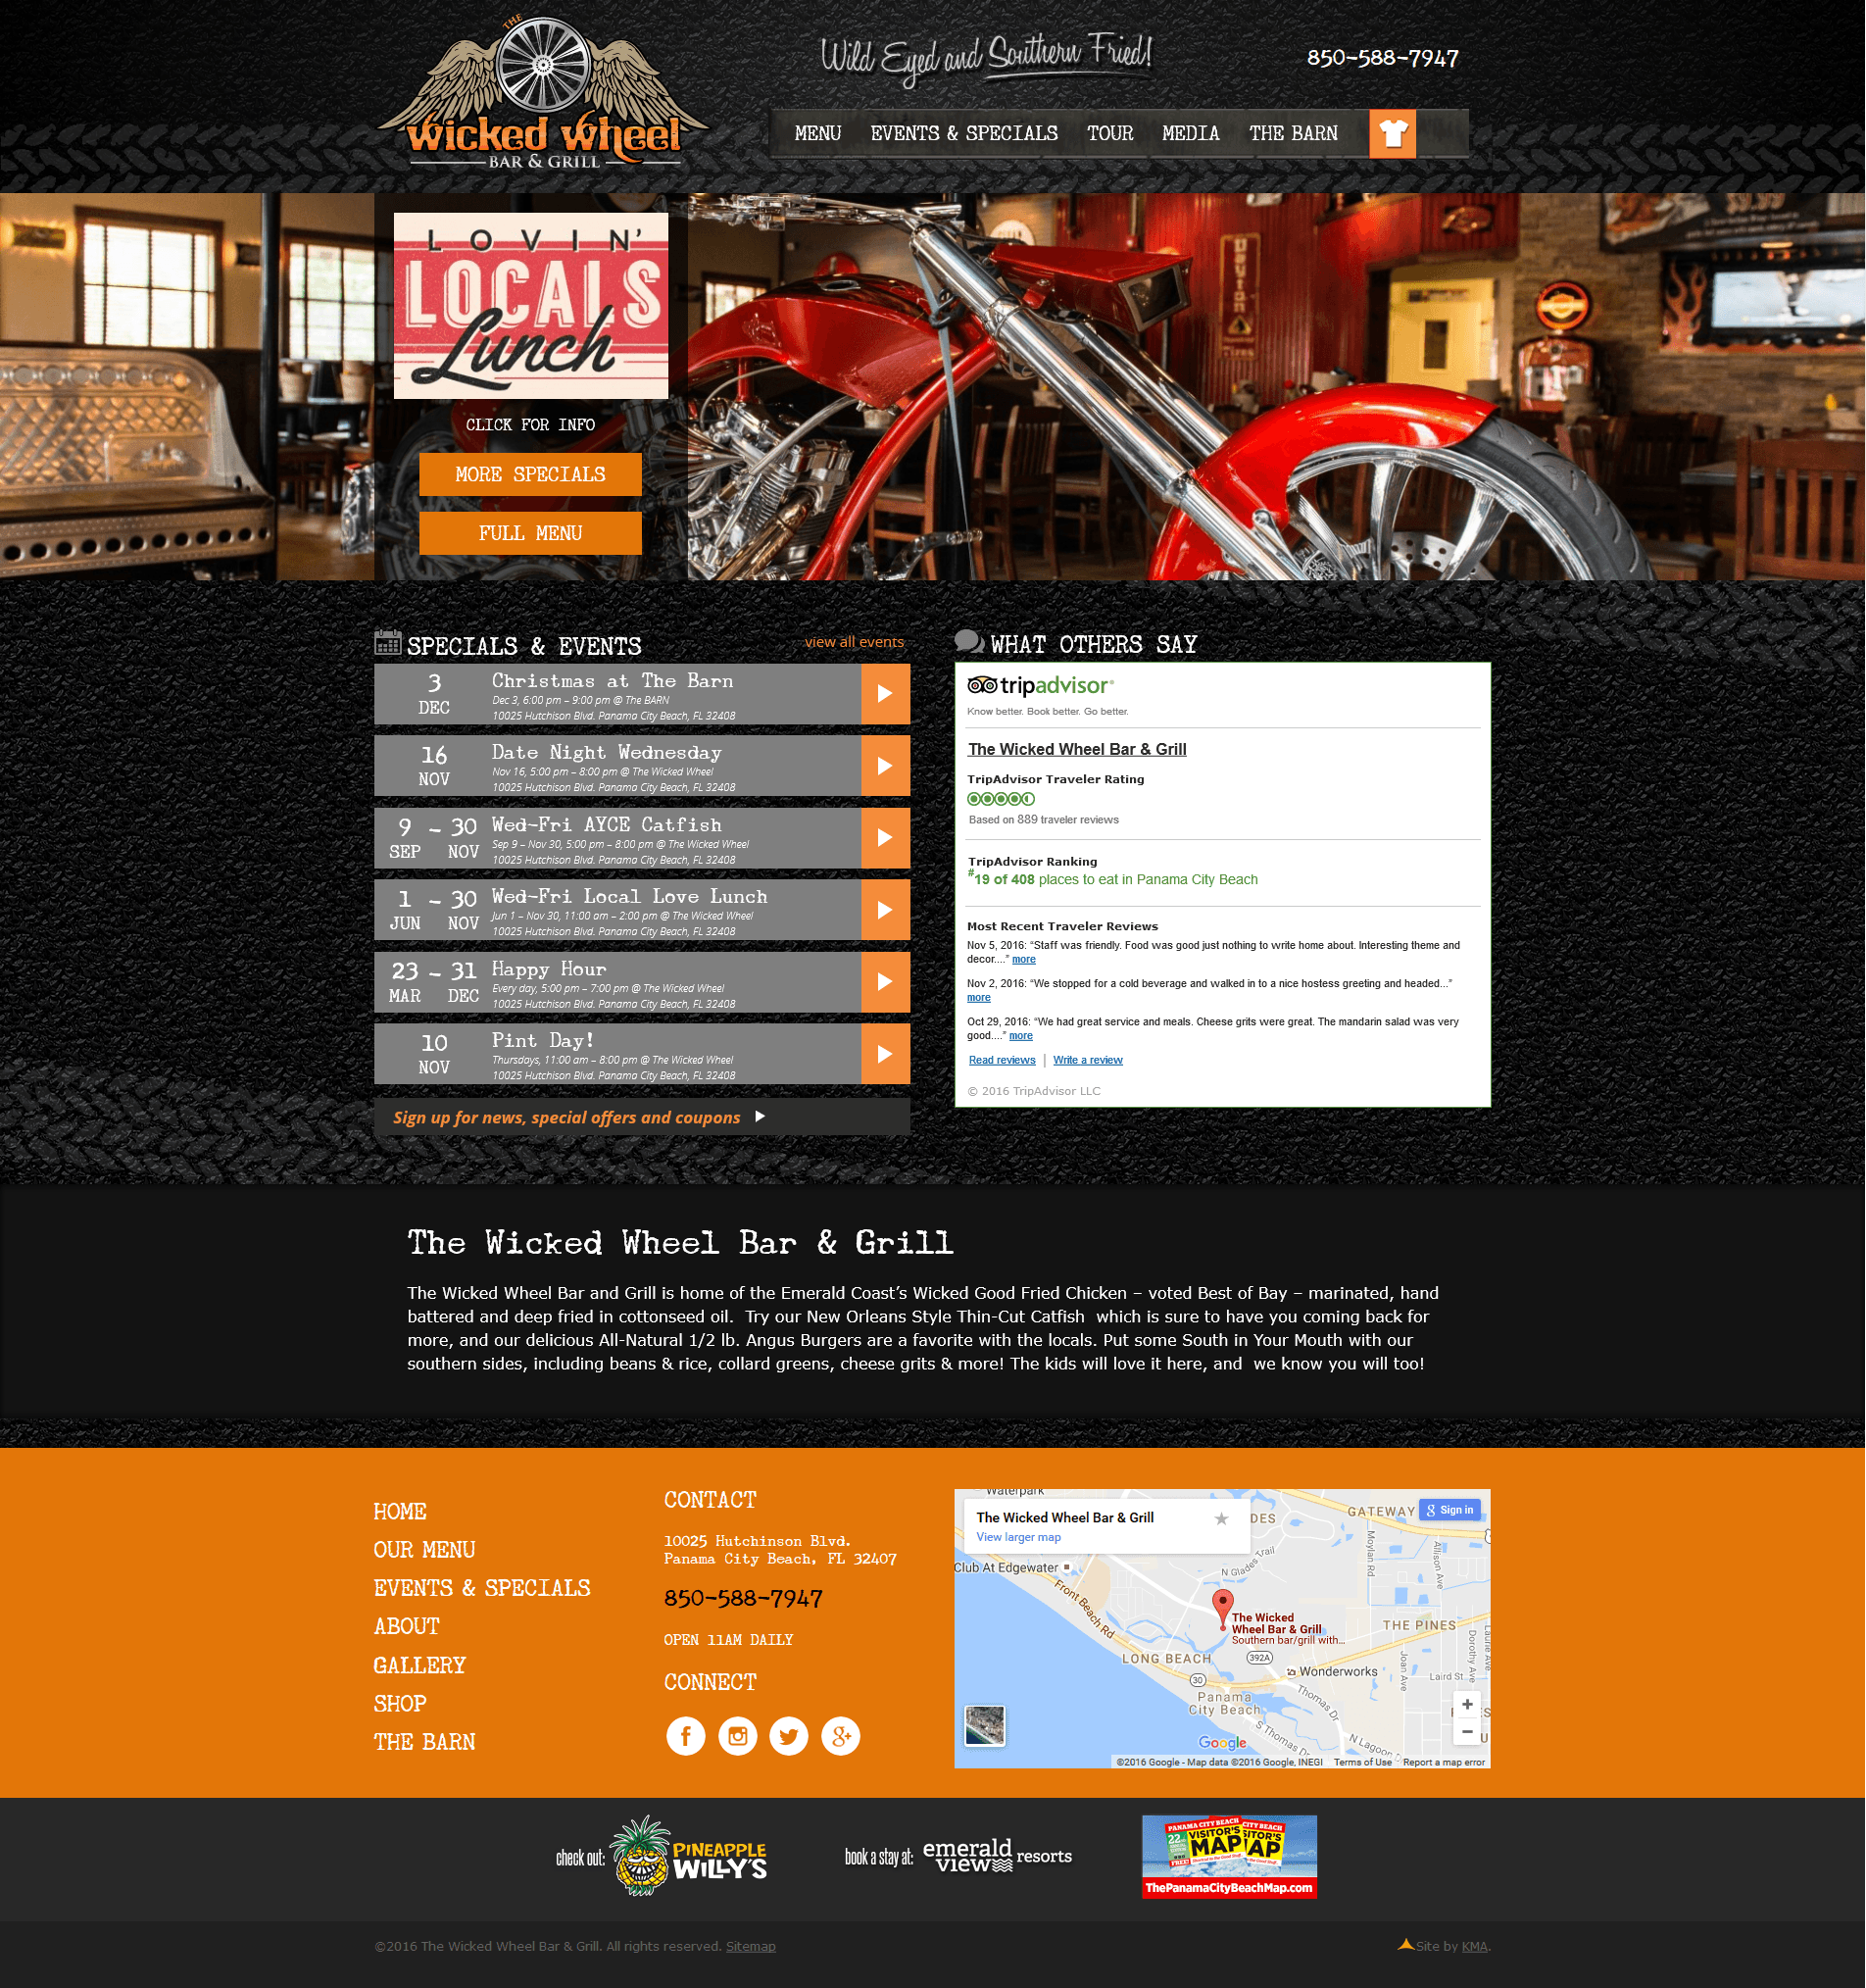 THE
Wicked Wheel
BAR & GRILL
Wild Eyed and Southern Fried!
850-588-7947
MENU EVENTS & SPECIALS TOUR MEDIA THE BARN
LOVIN'
LOCALS
Lunch
CLICK FOR INFO
MORE SPECIALS
FULL MENU
SPECIALS & EVENTS
view all events
3
DEC
Christmas at The Barn
Dec 3, 6:00 pm – 9:00 pm @ The BARN
10025 Hutchison Blvd. Panama City Beach, FL 32408
16
NOV
Date Night Wednesday
Nov 16, 5:00 pm – 8:00 pm @ The Wicked Wheel
10025 Hutchison Blvd. Panama City Beach, FL 32408
9 - 30
SEP NOV
Wed-Fri AYCE Catfish
Sep 9 – Nov 30, 5:00 pm – 8:00 pm @ The Wicked Wheel
10025 Hutchison Blvd. Panama City Beach, FL 32408
1 - 30
JUN NOV
Wed-Fri Local Love Lunch
Jun 1 – Nov 30, 11:00 am – 2:00 pm @ The Wicked Wheel
10025 Hutchison Blvd. Panama City Beach, FL 32408
23 - 31
MAR DEC
Happy Hour
Every day, 5:00 pm – 7:00 pm @ The Wicked Wheel
10025 Hutchison Blvd. Panama City Beach, FL 32408
10
NOV
Pint Day!
Thursdays, 11:00 am – 8:00 pm @ The Wicked Wheel
10025 Hutchison Blvd. Panama City Beach, FL 32408
Sign up for news, special offers and coupons
WHAT OTHERS SAY
tripadvisor®
Know better. Book better. Go better.
The Wicked Wheel Bar & Grill
TripAdvisor Traveler Rating
Based on 889 traveler reviews
TripAdvisor Ranking
#19 of 408 places to eat in Panama City Beach
Most Recent Traveler Reviews
Nov 5, 2016: “Staff was friendly. Food was good just nothing to write home about. Interesting theme and
decor....” more
Nov 2, 2016: “We stopped for a cold beverage and walked in to a nice hostess greeting and headed...”
more
Oct 29, 2016: “We had great service and meals. Cheese grits were great. The mandarin salad was very
good....” more
Read reviews | Write a review
© 2016 TripAdvisor LLC
The Wicked Wheel Bar & Grill
The Wicked Wheel Bar and Grill is home of the Emerald Coast’s Wicked Good Fried Chicken – voted Best of Bay – marinated, hand
battered and deep fried in cottonseed oil. Try our New Orleans Style Thin-Cut Catfish which is sure to have you coming back for
more, and our delicious All-Natural 1/2 lb. Angus Burgers are a favorite with the locals. Put some South in Your Mouth with our
southern sides, including beans & rice, collard greens, cheese grits & more! The kids will love it here, and we know you will too!
HOME
OUR MENU
EVENTS & SPECIALS
ABOUT
GALLERY
SHOP
THE BARN
CONTACT
10025 Hutchinson Blvd.
Panama City Beach, FL 32407
850-588-7947
OPEN 11AM DAILY
CONNECT
Waterpark
The Wicked Wheel Bar & Grill
View larger map
GATEWAY
Sign in
DES
Club At Edgewater
N Glades Trail
Moylan Rd
Allison Ave
Front Beach Rd
The Wicked
Wheel Bar & Grill
Southern bar/grill with...
THE PINES
LONG BEACH
392A
Wonderworks
Joan Ave
Dorothy Ave
Laurie Ave
Laird St
30
Panama
City Beach
Thomas Dr
S Thomas Dr
N Lagoon
Google
©2016 Google - Map data ©2016 Google, INEGI Terms of Use Report a map error
check out:
PINEAPPLE
WILLY'S
book a stay at:
emerald
view resorts
PANAMA CITY BEACH
VISITOR'S
MAP
ThePanamaCityBeachMap.com
©2016 The Wicked Wheel Bar & Grill. All rights reserved. Sitemap
Site by KMA.